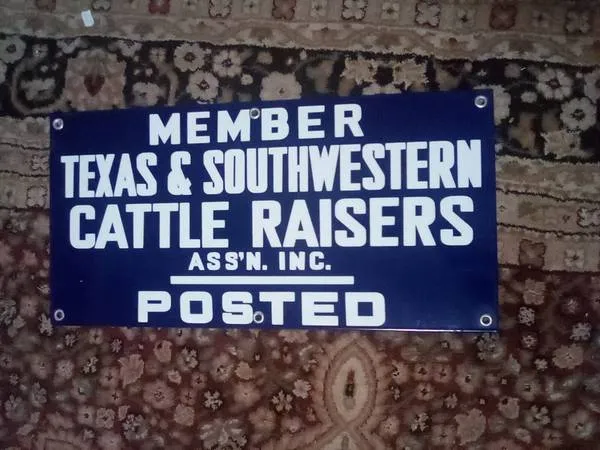 MEMBER
TEXAS & SOUTHWESTERN
CATTLE RAISERS
ASS'N. INC.
POSTED